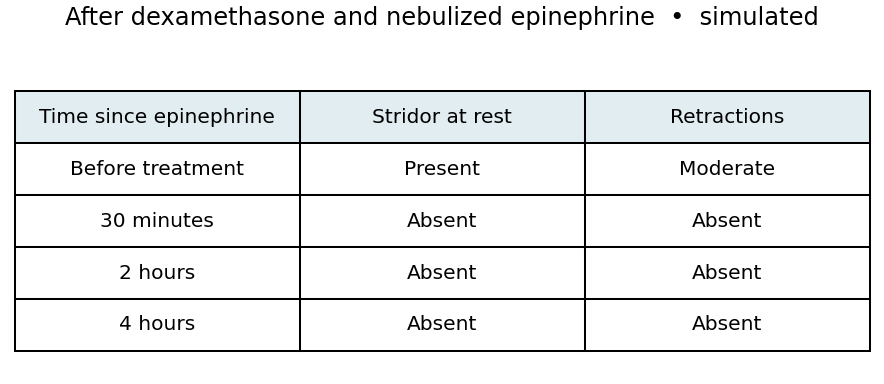 After dexamethasone and nebulized epinephrine • simulated
Time since epinephrine Stridor at rest Retractions
Before treatment Present Moderate
30 minutes Absent Absent
2 hours Absent Absent
4 hours Absent Absent